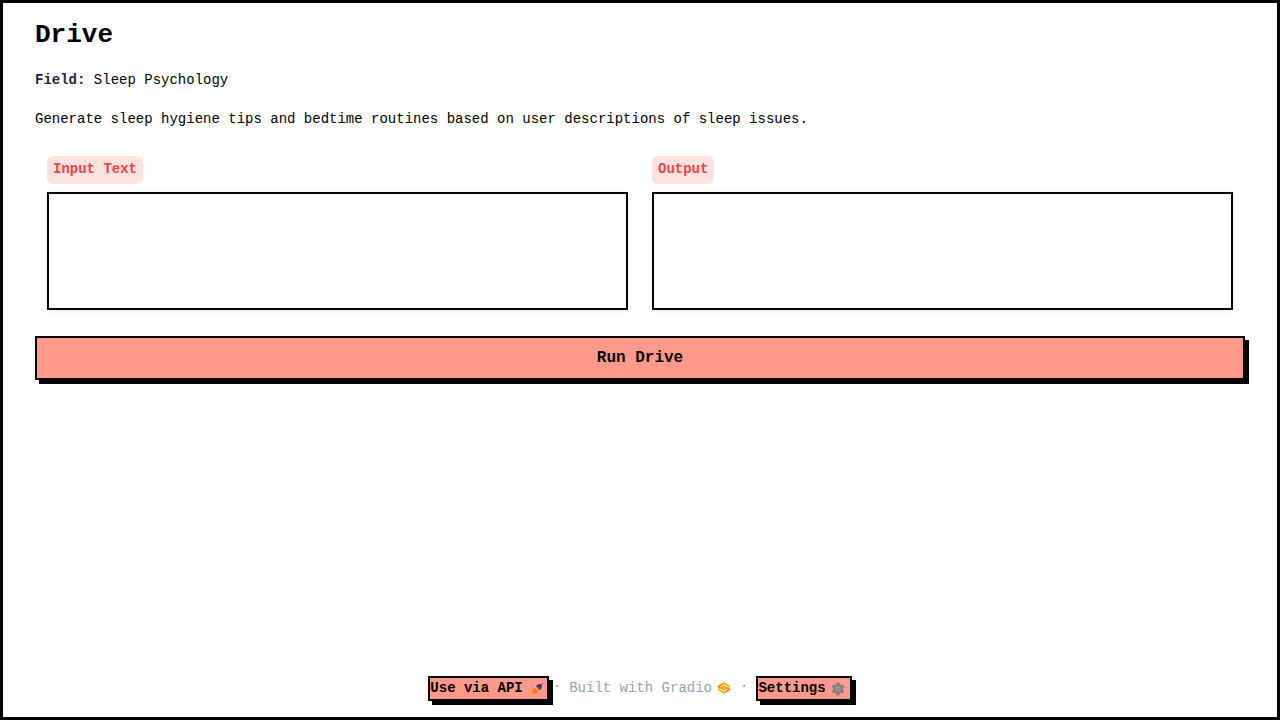 Drive
Field: Sleep Psychology
Generate sleep hygiene tips and bedtime routines based on user descriptions of sleep issues.
Input Text
Output
Run Drive
Use via API · Built with Gradio · Settings